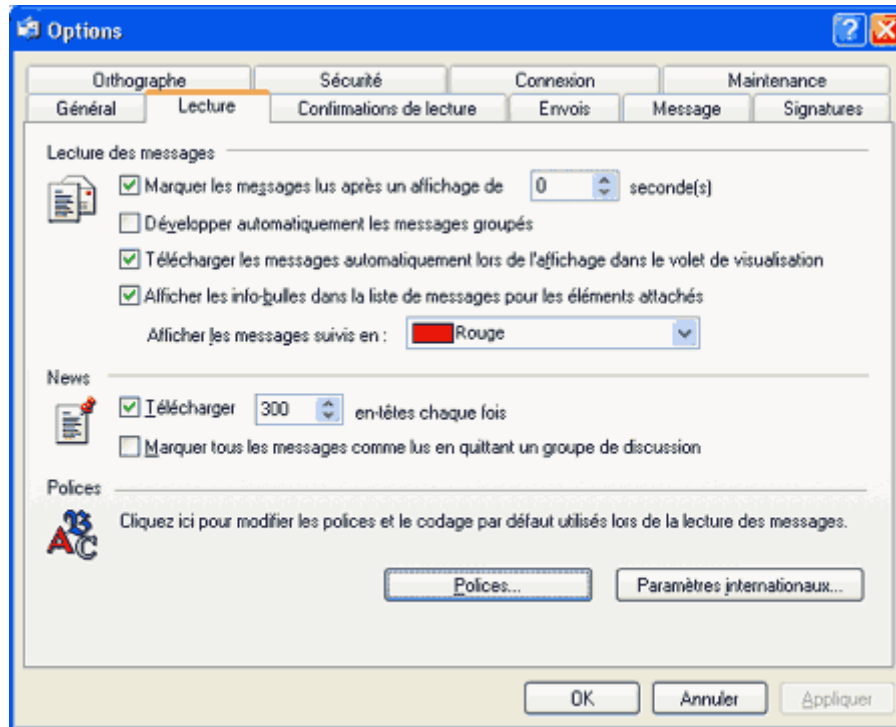 Options
Orthographe Sécurité Connexion Maintenance
Général Lecture Confirmations de lecture Envois Message Signatures
Lecture des messages
Marquer les messages lus après un affichage de 0 seconde(s)
Développer automatiquement les messages groupés
Télécharger les messages automatiquement lors de l'affichage dans le volet de visualisation
Afficher les info-bulles dans la liste de messages pour les éléments attachés
Afficher les messages suivis en : Rouge
News
Télécharger 300 en-têtes chaque fois
Marquer tous les messages comme lus en quittant un groupe de discussion
Polices
Cliquez ici pour modifier les polices et le codage par défaut utilisés lors de la lecture des messages.
Polices... Paramètres internationaux...
OK Annuler Appliquer